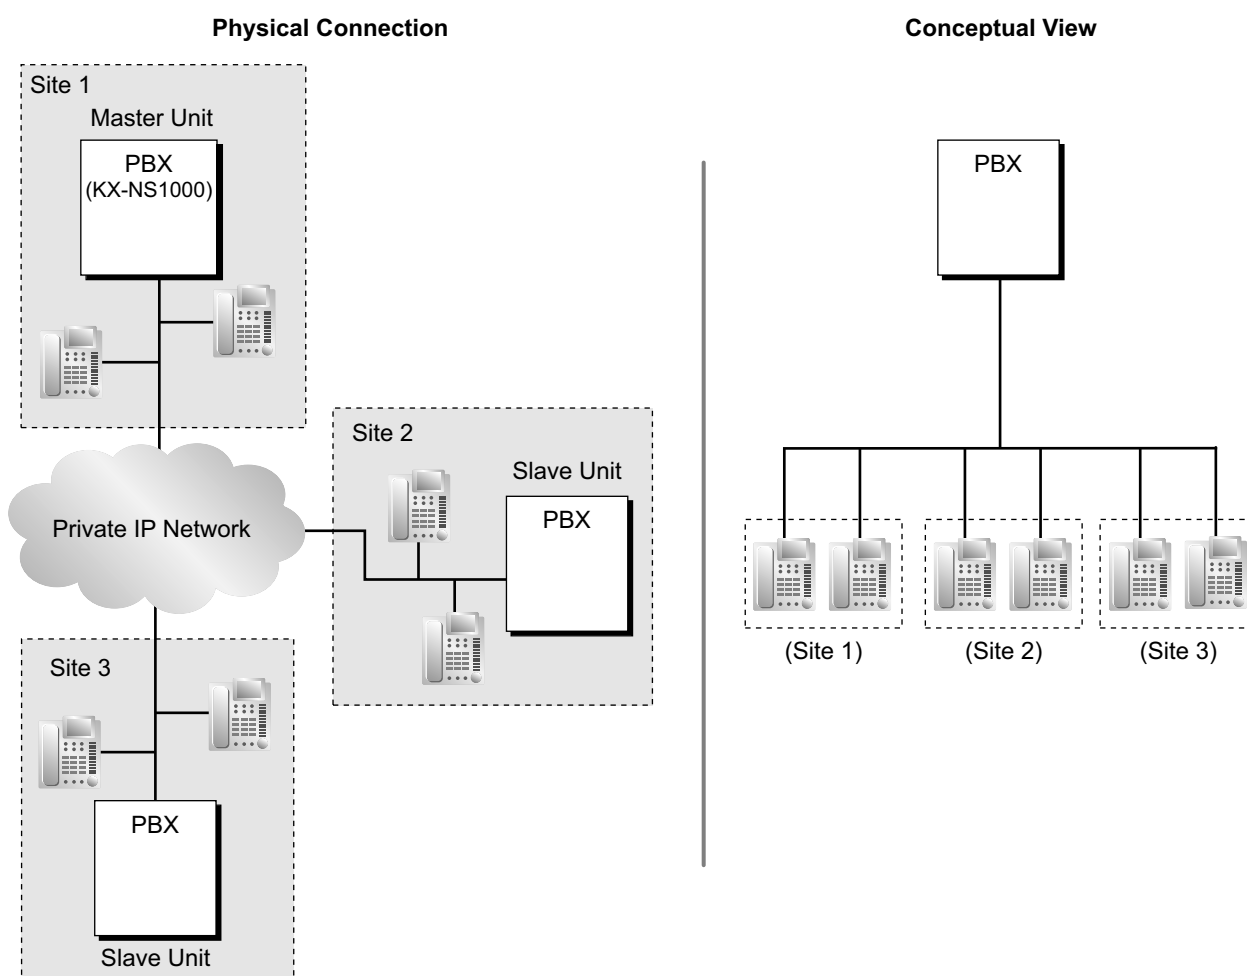 Physical Connection
Conceptual View
Site 1
Master Unit
PBX
(KX-NS1000)
PBX
Site 2
Slave Unit
PBX
Private IP Network
(Site 1)
(Site 2)
(Site 3)
Site 3
PBX
Slave Unit